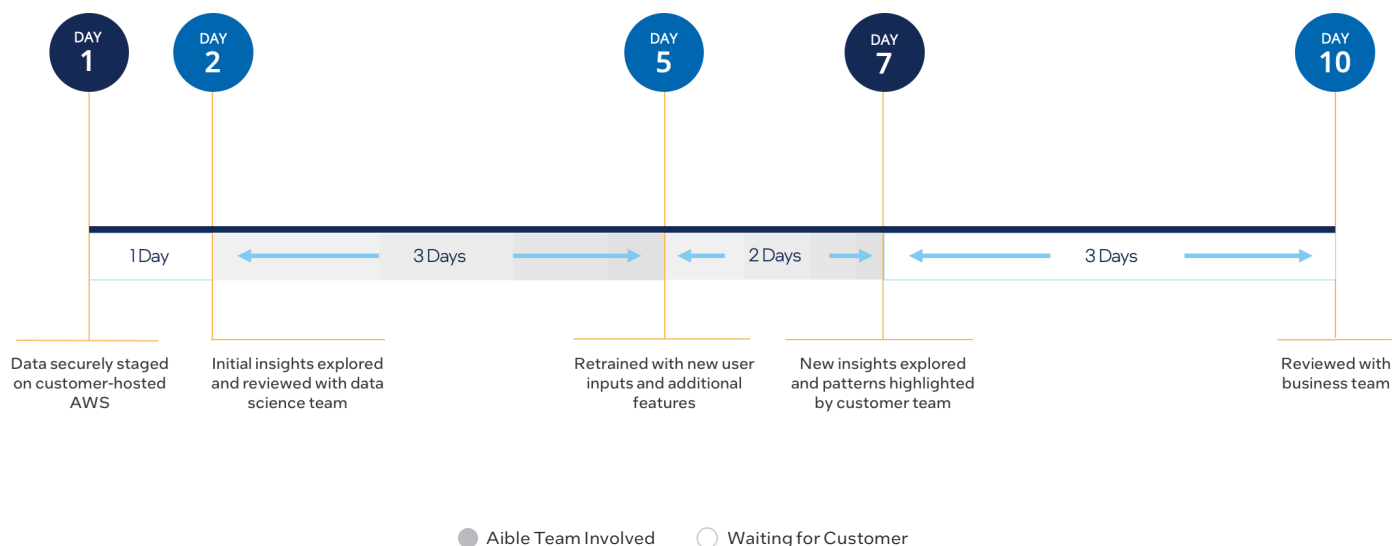 DAY
1
DAY
2
DAY
5
DAY
7
DAY
10
1 Day
3 Days
2 Days
3 Days
Data securely staged
on customer-hosted
AWS
Initial insights explored
and reviewed with data
science team
Retrained with new user
inputs and additional
features
New insights explored
and patterns highlighted
by customer team
Reviewed with
business team
Aible Team Involved
Waiting for Customer